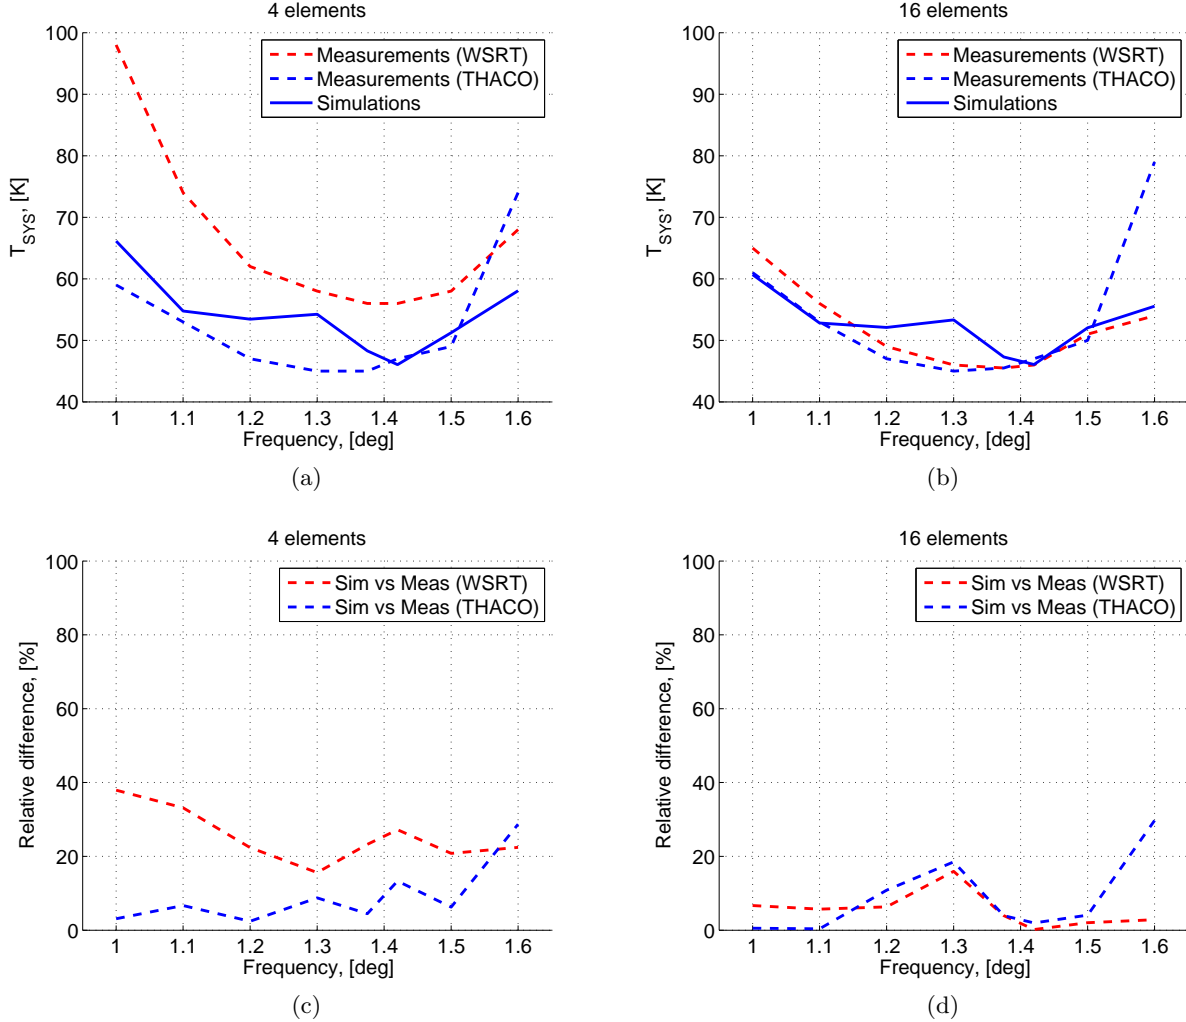 4 elements
100
90
80
70
60
50
40
T_SYS, [K]
Measurements (WSRT)
Measurements (THACO)
Simulations
1 1.1 1.2 1.3 1.4 1.5 1.6
Frequency, [deg]
(a)
16 elements
100
90
80
70
60
50
40
T_SYS, [K]
Measurements (WSRT)
Measurements (THACO)
Simulations
1 1.1 1.2 1.3 1.4 1.5 1.6
Frequency, [deg]
(b)
4 elements
100
80
60
40
20
0
Relative difference, [%]
Sim vs Meas (WSRT)
Sim vs Meas (THACO)
1 1.1 1.2 1.3 1.4 1.5 1.6
Frequency, [deg]
(c)
16 elements
100
80
60
40
20
0
Relative difference, [%]
Sim vs Meas (WSRT)
Sim vs Meas (THACO)
1 1.1 1.2 1.3 1.4 1.5 1.6
Frequency, [deg]
(d)